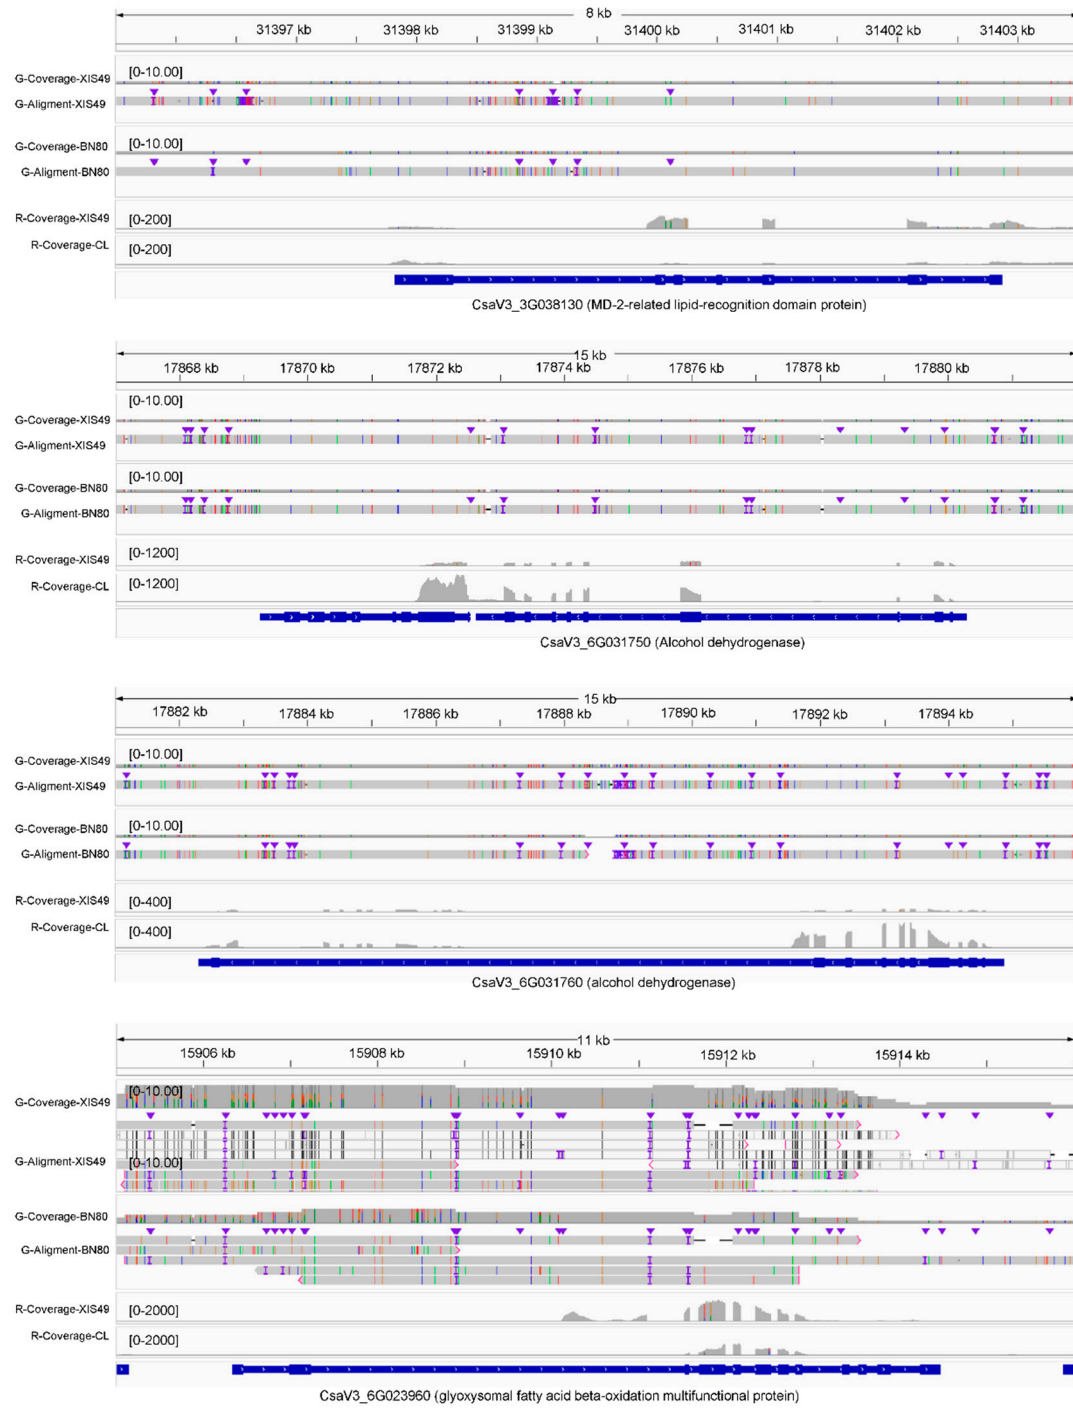 8 kb
31397 kb 31398 kb 31399 kb 31400 kb 31401 kb 31402 kb 31403 kb
G-Coverage-XIS49 [0-10.00]
G-Aligment-XIS49
G-Coverage-BN80 [0-10.00]
G-Aligment-BN80
R-Coverage-XIS49 [0-200]
R-Coverage-CL [0-200]
CsaV3_3G038130 (MD-2-related lipid-recognition domain protein)
15 kb
17868 kb 17870 kb 17872 kb 17874 kb 17876 kb 17878 kb 17880 kb
[0-10.00]
G-Coverage-XIS49
G-Aligment-XIS49
[0-10.00]
G-Coverage-BN80
G-Aligment-BN80
R-Coverage-XIS49 [0-1200]
R-Coverage-CL [0-1200]
CsaV3_6G031750 (Alcohol dehydrogenase)
15 kb
17882 kb 17884 kb 17886 kb 17888 kb 17890 kb 17892 kb 17894 kb
G-Coverage-XIS49 [0-10.00]
G-Aligment-XIS49
G-Coverage-BN80 [0-10.00]
G-Aligment-BN80
R-Coverage-XIS49 [0-400]
R-Coverage-CL [0-400]
CsaV3_6G031760 (alcohol dehydrogenase)
11 kb
15906 kb 15908 kb 15910 kb 15912 kb 15914 kb
[0-10.00]
G-Coverage-XIS49
G-Aligment-XIS49 [0-10.00]
G-Coverage-BN80
G-Aligment-BN80
R-Coverage-XIS49 [0-2000]
R-Coverage-CL [0-2000]
CsaV3_6G023960 (glyoxysomal fatty acid beta-oxidation multifunctional protein)